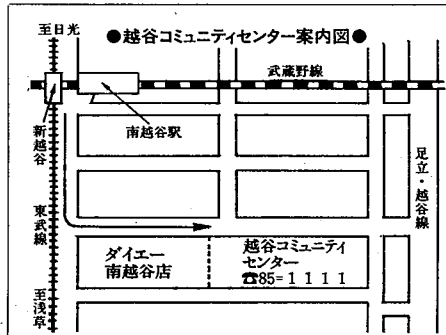 至日光
●越谷コミュニティセンター案内図●
武蔵野線
新越谷
南越谷駅
足立・越谷線
東武線
ダイエー
南越谷店
越谷コミュニティ
センター
☎85=1111
至浅草